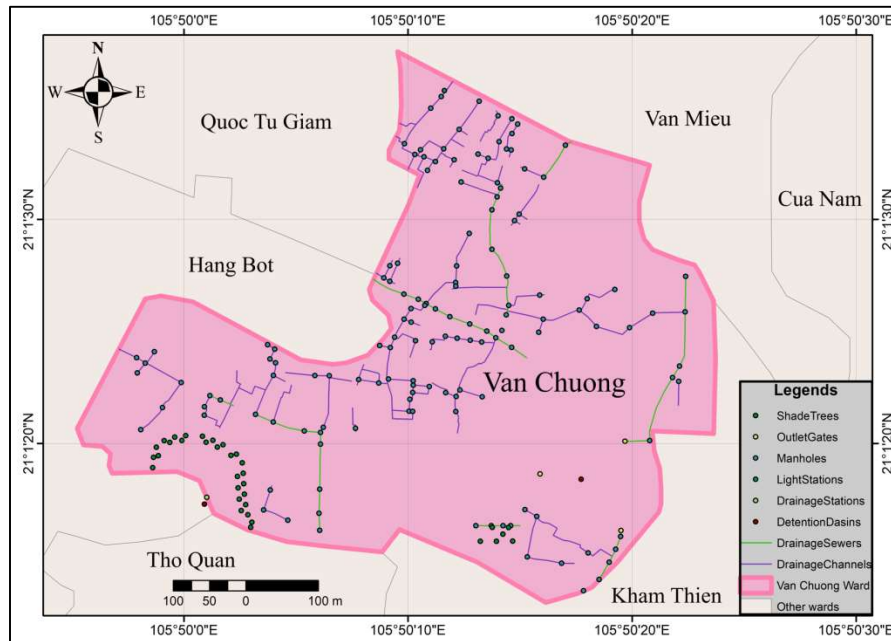 105°50'0"E 105°50'10"E 105°50'20"E 105°50'30"E
N
W E
S
Quoc Tu Giam
Van Mieu
Cua Nam
21°1'30"N 21°1'30"N
Hang Bot
Van Chuong
21°1'20"N 21°1'20"N
Legends
ShadeTrees
OutletGates
Manholes
LightStations
DrainageStations
DetentionDasins
DrainageSewers
DrainageChannels
Van Chuong Ward
Other wards
Tho Quan
Kham Thien
100 50 0 100 m
105°50'0"E 105°50'10"E 105°50'20"E 105°50'30"E